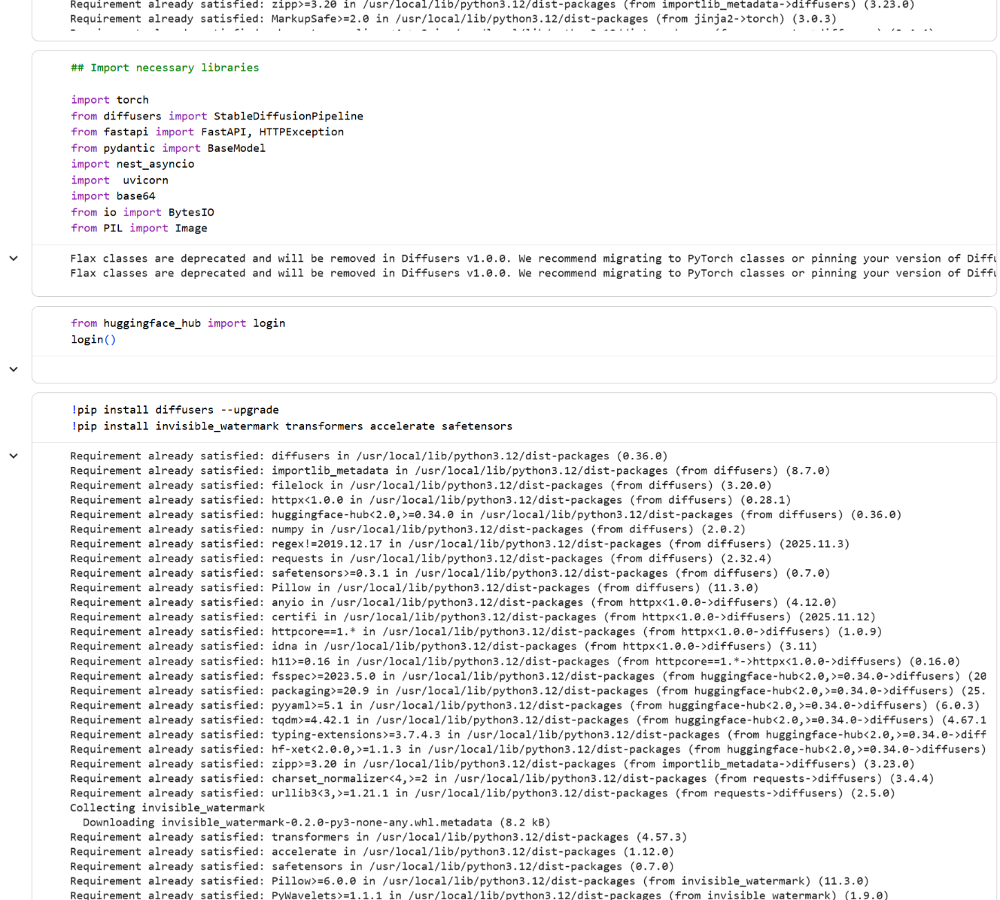 Requirement already satisfied: zipp>=3.20 in /usr/local/lib/python3.12/dist-packages (from importlib_metadata->diffusers) (3.23.0)
Requirement already satisfied: MarkupSafe>=2.0 in /usr/local/lib/python3.12/dist-packages (from jinja2->torch) (3.0.3)
## Import necessary libraries
import torch
from diffusers import StableDiffusionPipeline
from fastapi import FastAPI, HTTPException
from pydantic import BaseModel
import nest_asyncio
import  uvicorn
import base64
from io import BytesIO
from PIL import Image
Flax classes are deprecated and will be removed in Diffusers v1.0.0. We recommend migrating to PyTorch classes or pinning your version of Diffu
Flax classes are deprecated and will be removed in Diffusers v1.0.0. We recommend migrating to PyTorch classes or pinning your version of Diffu
from huggingface_hub import login
login()
!pip install diffusers --upgrade
!pip install invisible_watermark transformers accelerate safetensors
Requirement already satisfied: diffusers in /usr/local/lib/python3.12/dist-packages (0.36.0)
Requirement already satisfied: importlib_metadata in /usr/local/lib/python3.12/dist-packages (from diffusers) (8.7.0)
Requirement already satisfied: filelock in /usr/local/lib/python3.12/dist-packages (from diffusers) (3.20.0)
Requirement already satisfied: httpx<1.0.0 in /usr/local/lib/python3.12/dist-packages (from diffusers) (0.28.1)
Requirement already satisfied: huggingface-hub<2.0,>=0.34.0 in /usr/local/lib/python3.12/dist-packages (from diffusers) (0.36.0)
Requirement already satisfied: numpy in /usr/local/lib/python3.12/dist-packages (from diffusers) (2.0.2)
Requirement already satisfied: regex!=2019.12.17 in /usr/local/lib/python3.12/dist-packages (from diffusers) (2025.11.3)
Requirement already satisfied: requests in /usr/local/lib/python3.12/dist-packages (from diffusers) (2.32.4)
Requirement already satisfied: safetensors>=0.3.1 in /usr/local/lib/python3.12/dist-packages (from diffusers) (0.7.0)
Requirement already satisfied: Pillow in /usr/local/lib/python3.12/dist-packages (from diffusers) (11.3.0)
Requirement already satisfied: anyio in /usr/local/lib/python3.12/dist-packages (from httpx<1.0.0->diffusers) (4.12.0)
Requirement already satisfied: certifi in /usr/local/lib/python3.12/dist-packages (from httpx<1.0.0->diffusers) (2025.11.12)
Requirement already satisfied: httpcore==1.* in /usr/local/lib/python3.12/dist-packages (from httpx<1.0.0->diffusers) (1.0.9)
Requirement already satisfied: idna in /usr/local/lib/python3.12/dist-packages (from httpx<1.0.0->diffusers) (3.11)
Requirement already satisfied: h11>=0.16 in /usr/local/lib/python3.12/dist-packages (from httpcore==1.*->httpx<1.0.0->diffusers) (0.16.0)
Requirement already satisfied: fsspec>=2023.5.0 in /usr/local/lib/python3.12/dist-packages (from huggingface-hub<2.0,>=0.34.0->diffusers) (20
Requirement already satisfied: packaging>=20.9 in /usr/local/lib/python3.12/dist-packages (from huggingface-hub<2.0,>=0.34.0->diffusers) (25.
Requirement already satisfied: pyyaml>=5.1 in /usr/local/lib/python3.12/dist-packages (from huggingface-hub<2.0,>=0.34.0->diffusers) (6.0.3)
Requirement already satisfied: tqdm>=4.42.1 in /usr/local/lib/python3.12/dist-packages (from huggingface-hub<2.0,>=0.34.0->diffusers) (4.67.1
Requirement already satisfied: typing-extensions>=3.7.4.3 in /usr/local/lib/python3.12/dist-packages (from huggingface-hub<2.0,>=0.34.0->diff
Requirement already satisfied: hf-xet<2.0.0,>=1.1.3 in /usr/local/lib/python3.12/dist-packages (from huggingface-hub<2.0,>=0.34.0->diffusers)
Requirement already satisfied: zipp>=3.20 in /usr/local/lib/python3.12/dist-packages (from importlib_metadata->diffusers) (3.23.0)
Requirement already satisfied: charset_normalizer<4,>=2 in /usr/local/lib/python3.12/dist-packages (from requests->diffusers) (3.4.4)
Requirement already satisfied: urllib3<3,>=1.21.1 in /usr/local/lib/python3.12/dist-packages (from requests->diffusers) (2.5.0)
Collecting invisible_watermark
  Downloading invisible_watermark-0.2.0-py3-none-any.whl.metadata (8.2 kB)
Requirement already satisfied: transformers in /usr/local/lib/python3.12/dist-packages (4.57.3)
Requirement already satisfied: accelerate in /usr/local/lib/python3.12/dist-packages (1.12.0)
Requirement already satisfied: safetensors in /usr/local/lib/python3.12/dist-packages (0.7.0)
Requirement already satisfied: Pillow>=6.0.0 in /usr/local/lib/python3.12/dist-packages (from invisible_watermark) (11.3.0)
Requirement already satisfied: PyWavelets>=1.1.1 in /usr/local/lib/python3.12/dist-packages (from invisible_watermark) (1.9.0)